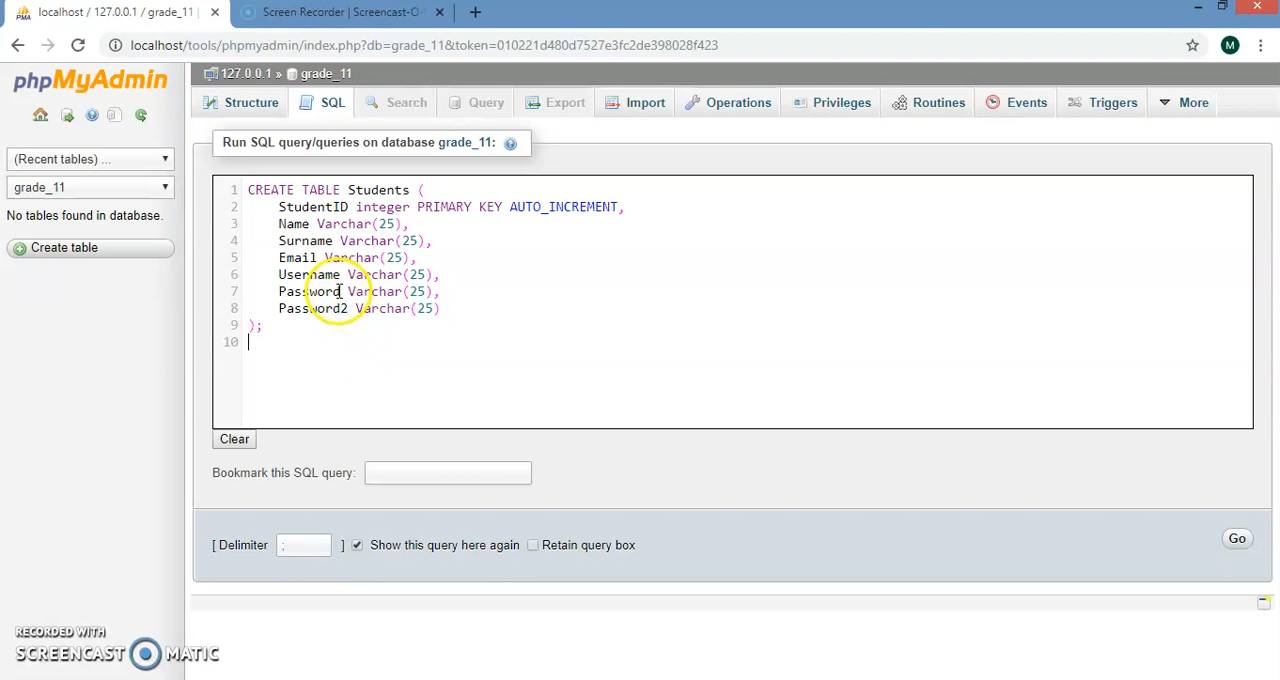 localhost / 127.0.0.1 / grade_11 |
Screen Recorder | Screencast-O-
localhost/tools/phpmyadmin/index.php?db=grade_11&token=010221d480d7527e3fc2de398028f423
M
phpMyAdmin
PMA
127.0.0.1 » grade_11
Structure SQL Search Query Export Import Operations Privileges Routines Events Triggers More
(Recent tables) ...
grade_11
No tables found in database.
Create table
Run SQL query/queries on database grade_11:
1 CREATE TABLE Students (
2 StudentID integer PRIMARY KEY AUTO_INCREMENT,
3 Name Varchar(25),
4 Surname Varchar(25),
5 Email Varchar(25),
6 Username Varchar(25),
7 Password Varchar(25),
8 Password2 Varchar(25)
9 );
10
Clear
Bookmark this SQL query:
[ Delimiter ; ] Show this query here again Retain query box
Go
RECORDED WITH
SCREENCAST MATIC